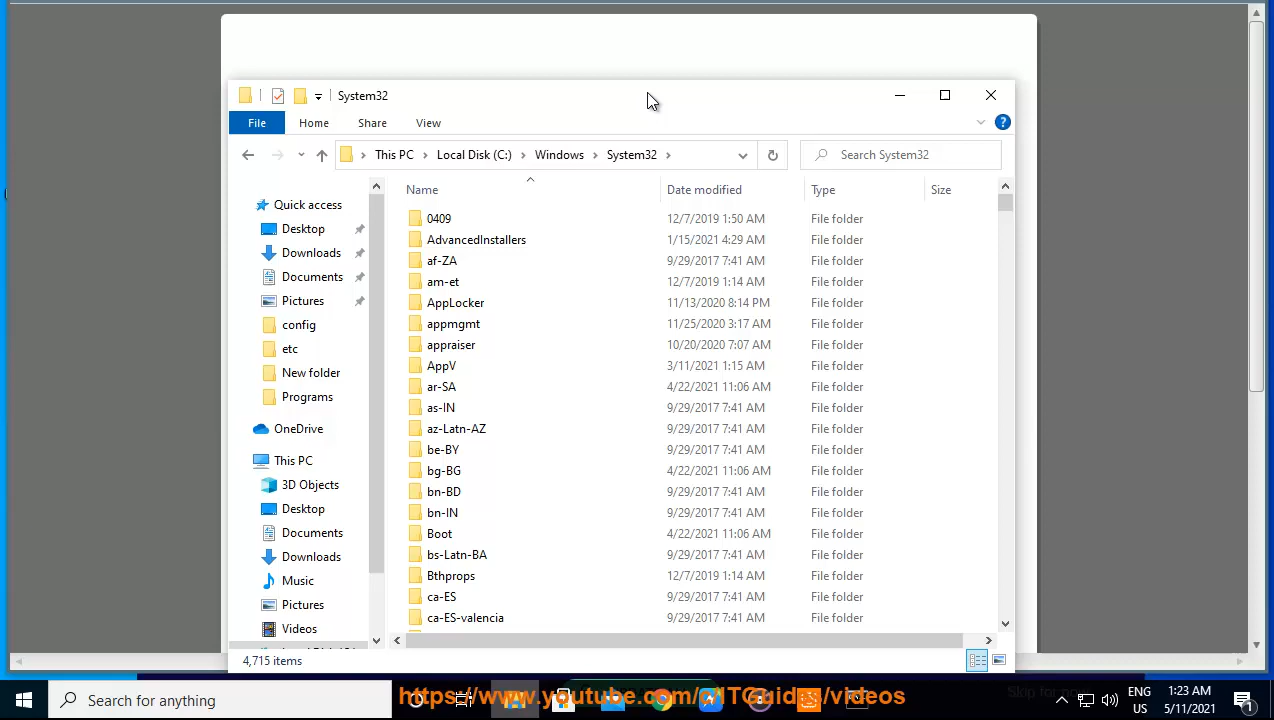 System32
File Home Share View
This PC Local Disk (C:) Windows System32
Search System32
Name Date modified Type Size
Quick access
Desktop
Downloads
Documents
Pictures
config
etc
New folder
Programs
OneDrive
This PC
3D Objects
Desktop
Documents
Downloads
Music
Pictures
Videos
0409 12/7/2019 1:50 AM File folder
AdvancedInstallers 1/15/2021 4:29 AM File folder
af-ZA 9/29/2017 7:41 AM File folder
am-et 12/7/2019 1:14 AM File folder
AppLocker 11/13/2020 8:14 PM File folder
appmgmt 11/25/2020 3:17 AM File folder
appraiser 10/20/2020 7:07 AM File folder
AppV 3/11/2021 1:15 AM File folder
ar-SA 4/22/2021 11:06 AM File folder
as-IN 9/29/2017 7:41 AM File folder
az-Latn-AZ 9/29/2017 7:41 AM File folder
be-BY 9/29/2017 7:41 AM File folder
bg-BG 4/22/2021 11:06 AM File folder
bn-BD 9/29/2017 7:41 AM File folder
bn-IN 9/29/2017 7:41 AM File folder
Boot 4/22/2021 11:06 AM File folder
bs-Latn-BA 9/29/2017 7:41 AM File folder
Bthprops 12/7/2019 1:14 AM File folder
ca-ES 9/29/2017 7:41 AM File folder
ca-ES-valencia 9/29/2017 7:41 AM File folder
4,715 items
Skip for now
Search for anything
ENG
US
1:23 AM
5/11/2021
1